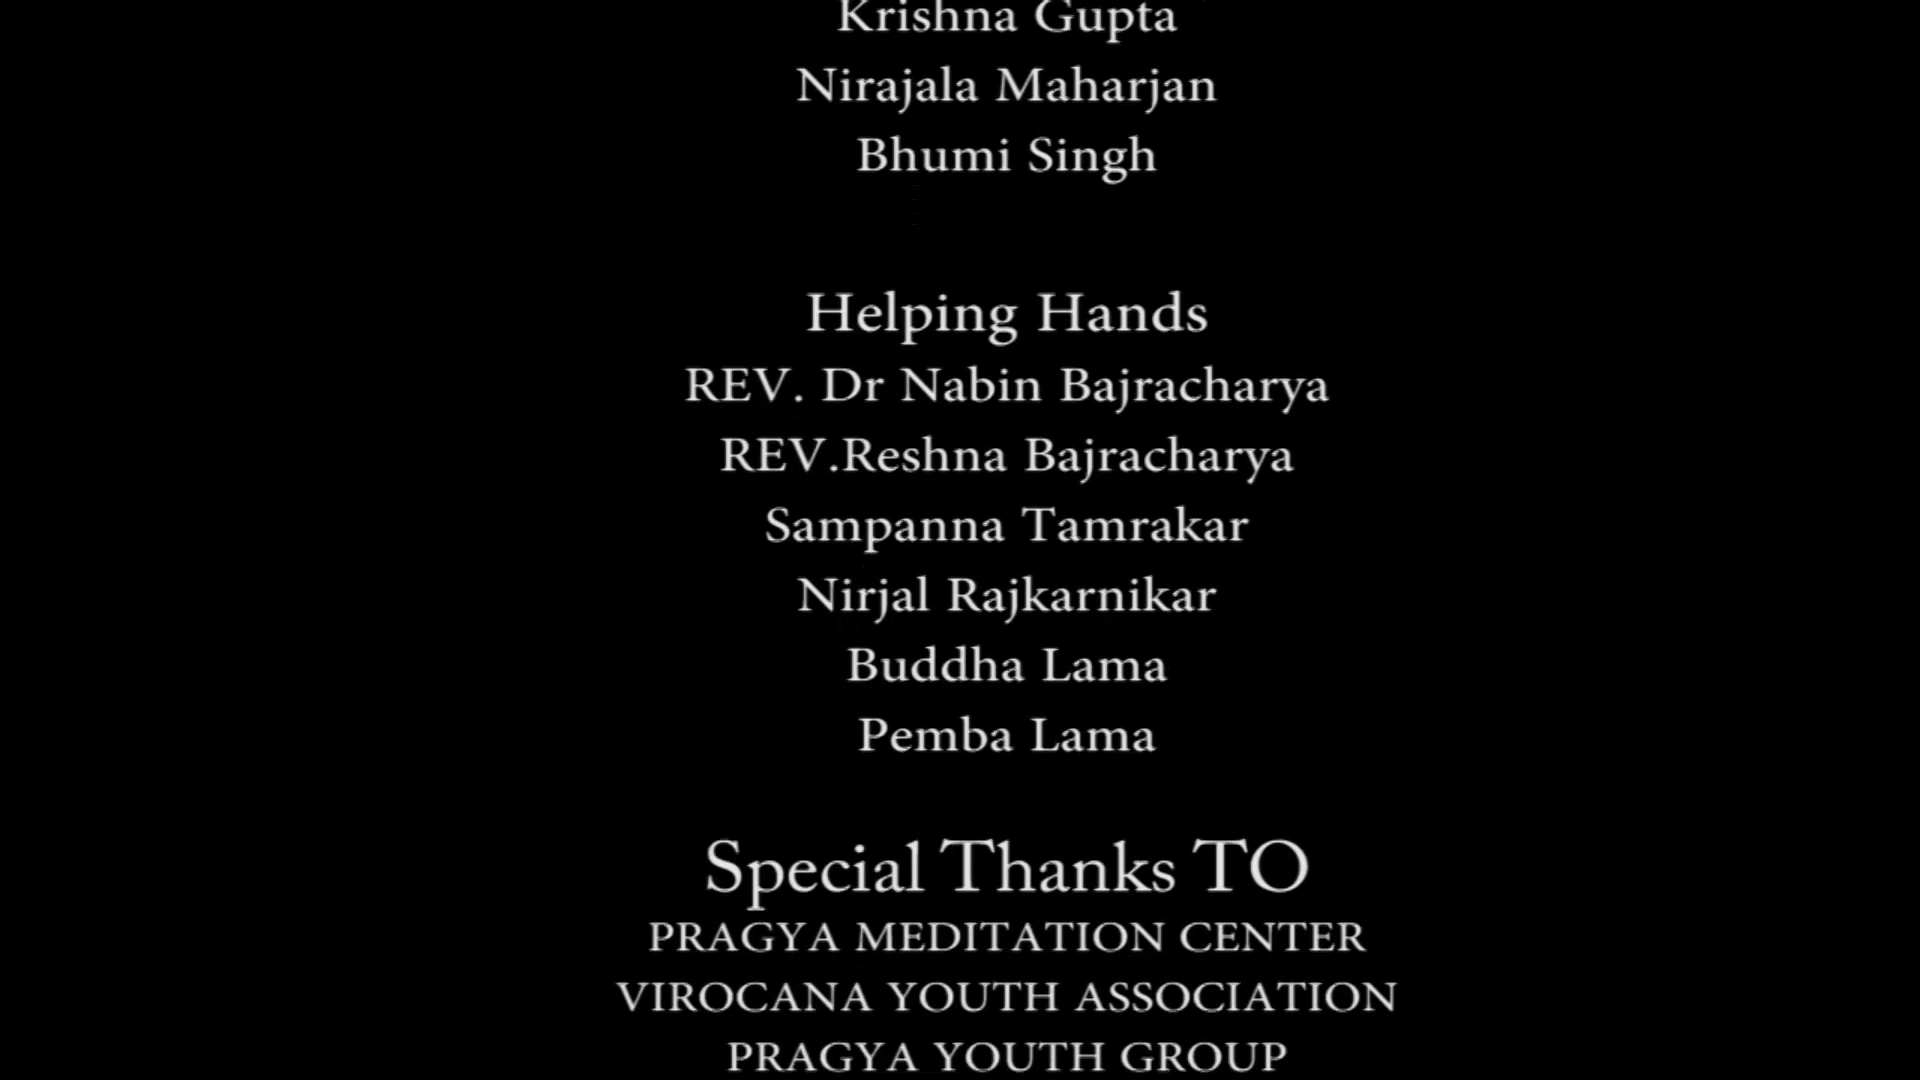 Krishna Gupta
Nirajala Maharjan
Bhumi Singh
Helping Hands
REV. Dr Nabin Bajracharya
REV.Reshna Bajracharya
Sampanna Tamrakar
Nirjal Rajkarnikar
Buddha Lama
Pemba Lama
Special Thanks TO
PRAGYA MEDITATION CENTER
VIROCANA YOUTH ASSOCIATION
PRAGYA YOUTH GROUP